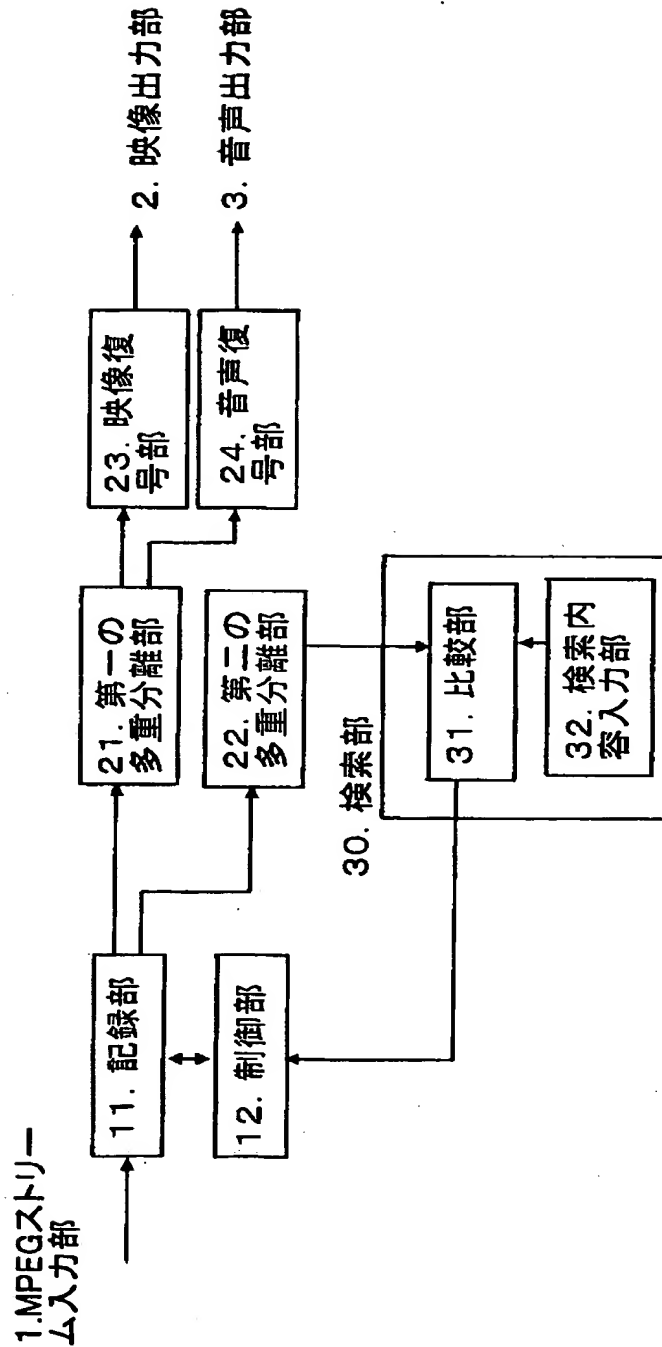 1.MPEGストリー
ム入力部
11. 記録部
12. 制御部
21. 第一の
多重分離部
22. 第二の
多重分離部
23. 映像復
号部
24. 音声復
号部
2. 映像出力部
3. 音声出力部
30. 検索部
31. 比較部
32. 検索内
容入力部